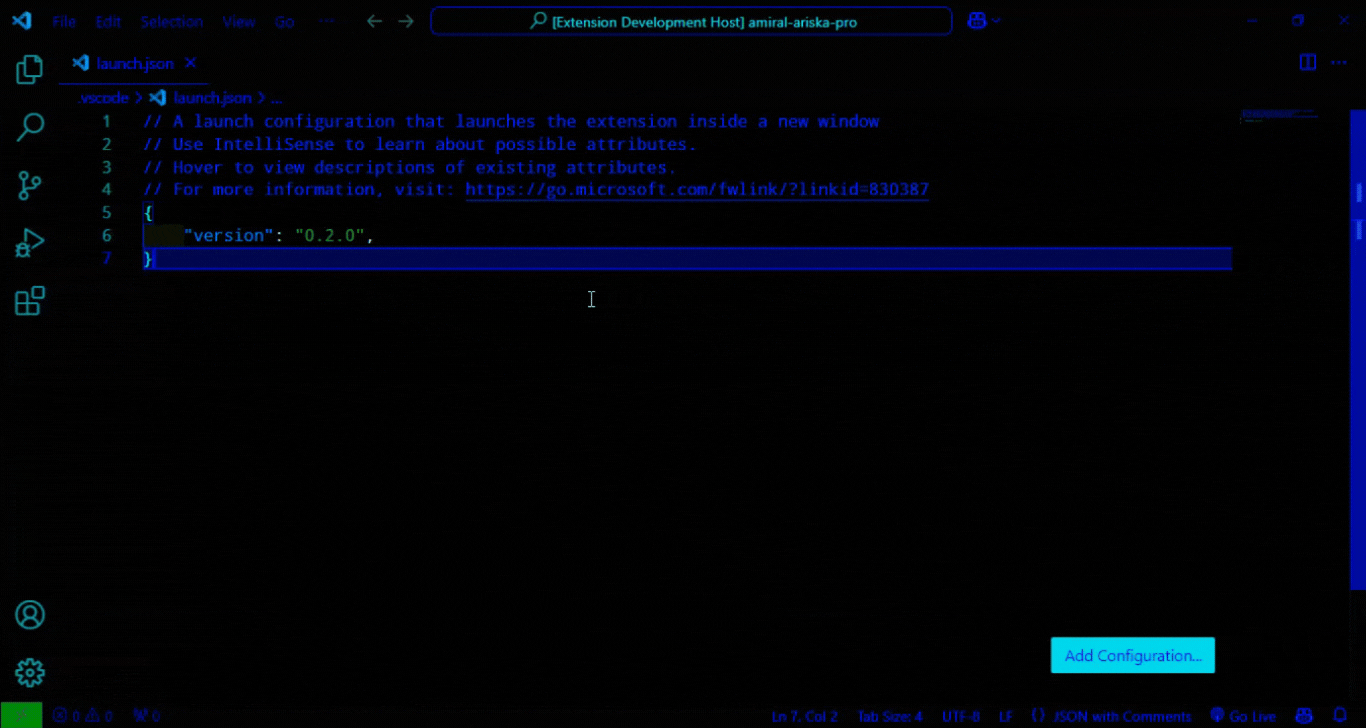 File Edit Selection View Go ··· [Extension Development Host] amiral-ariska-pro
launch.json
.vscode > launch.json > ...
1 // A launch configuration that launches the extension inside a new window
2 // Use IntelliSense to learn about possible attributes.
3 // Hover to view descriptions of existing attributes.
4 // For more information, visit: https://go.microsoft.com/fwlink/?linkid=830387
5 {
6 "version": "0.2.0",
7 }
Add Configuration...
0 0 0 Ln 7, Col 2 Tab Size: 4 UTF-8 LF {} JSON with Comments Go Live